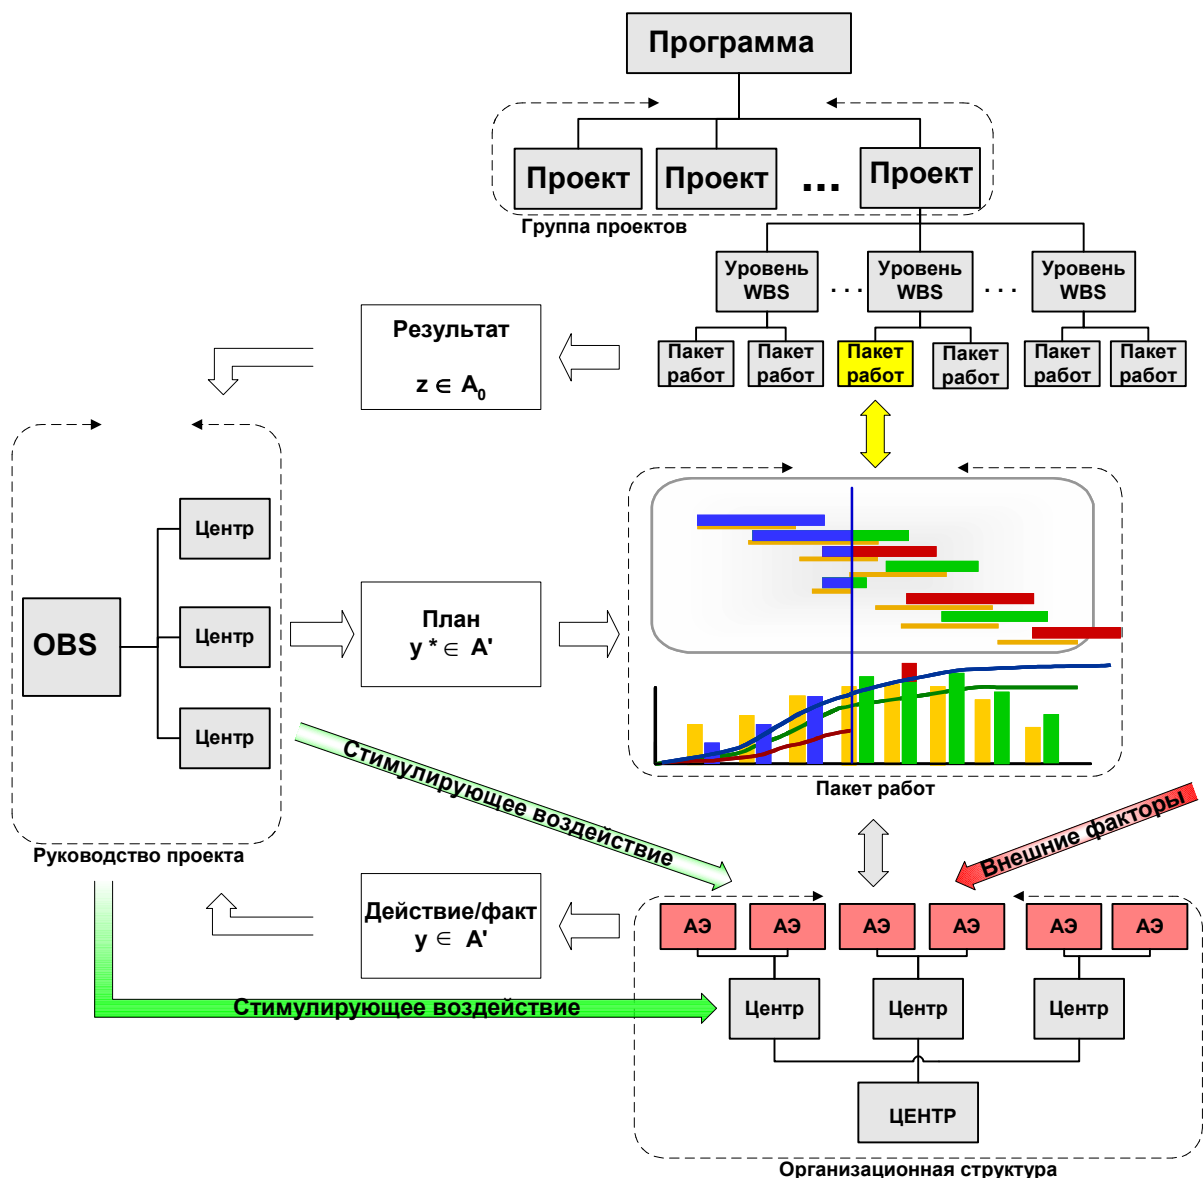 Программа
Проект
Проект
...
Проект
Группа проектов
Уровень
WBS
. . .
Уровень
WBS
. . .
Уровень
WBS
Пакет
работ
Пакет
работ
Пакет
работ
Пакет
работ
Пакет
работ
Пакет
работ
Результат
z ∈ A₀
OBS
Центр
Центр
Центр
Руководство проекта
План
y * ∈ A'
Пакет работ
Стимулирующее воздействие
Внешние факторы
Действие/факт
y ∈ A'
Стимулирующее воздействие
АЭ
АЭ
АЭ
АЭ
АЭ
АЭ
Центр
Центр
Центр
ЦЕНТР
Организационная структура